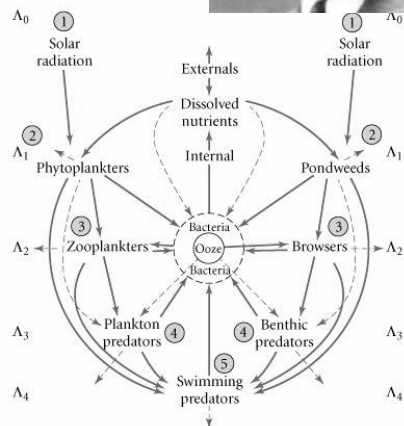 Λ0
1
Solar
radiation
Externals
Dissolved
nutrients
Λ0
1
Solar
radiation
2
Λ1
Phytoplankters
Internal
2
Λ1
Pondweeds
Bacteria
3
Λ2
Zooplankters
Ooze
3
Browsers
Λ2
Bacteria
Λ3
Plankton
predators
4
4
Benthic
predators
Λ3
5
Λ4
Swimming
predators
Λ4